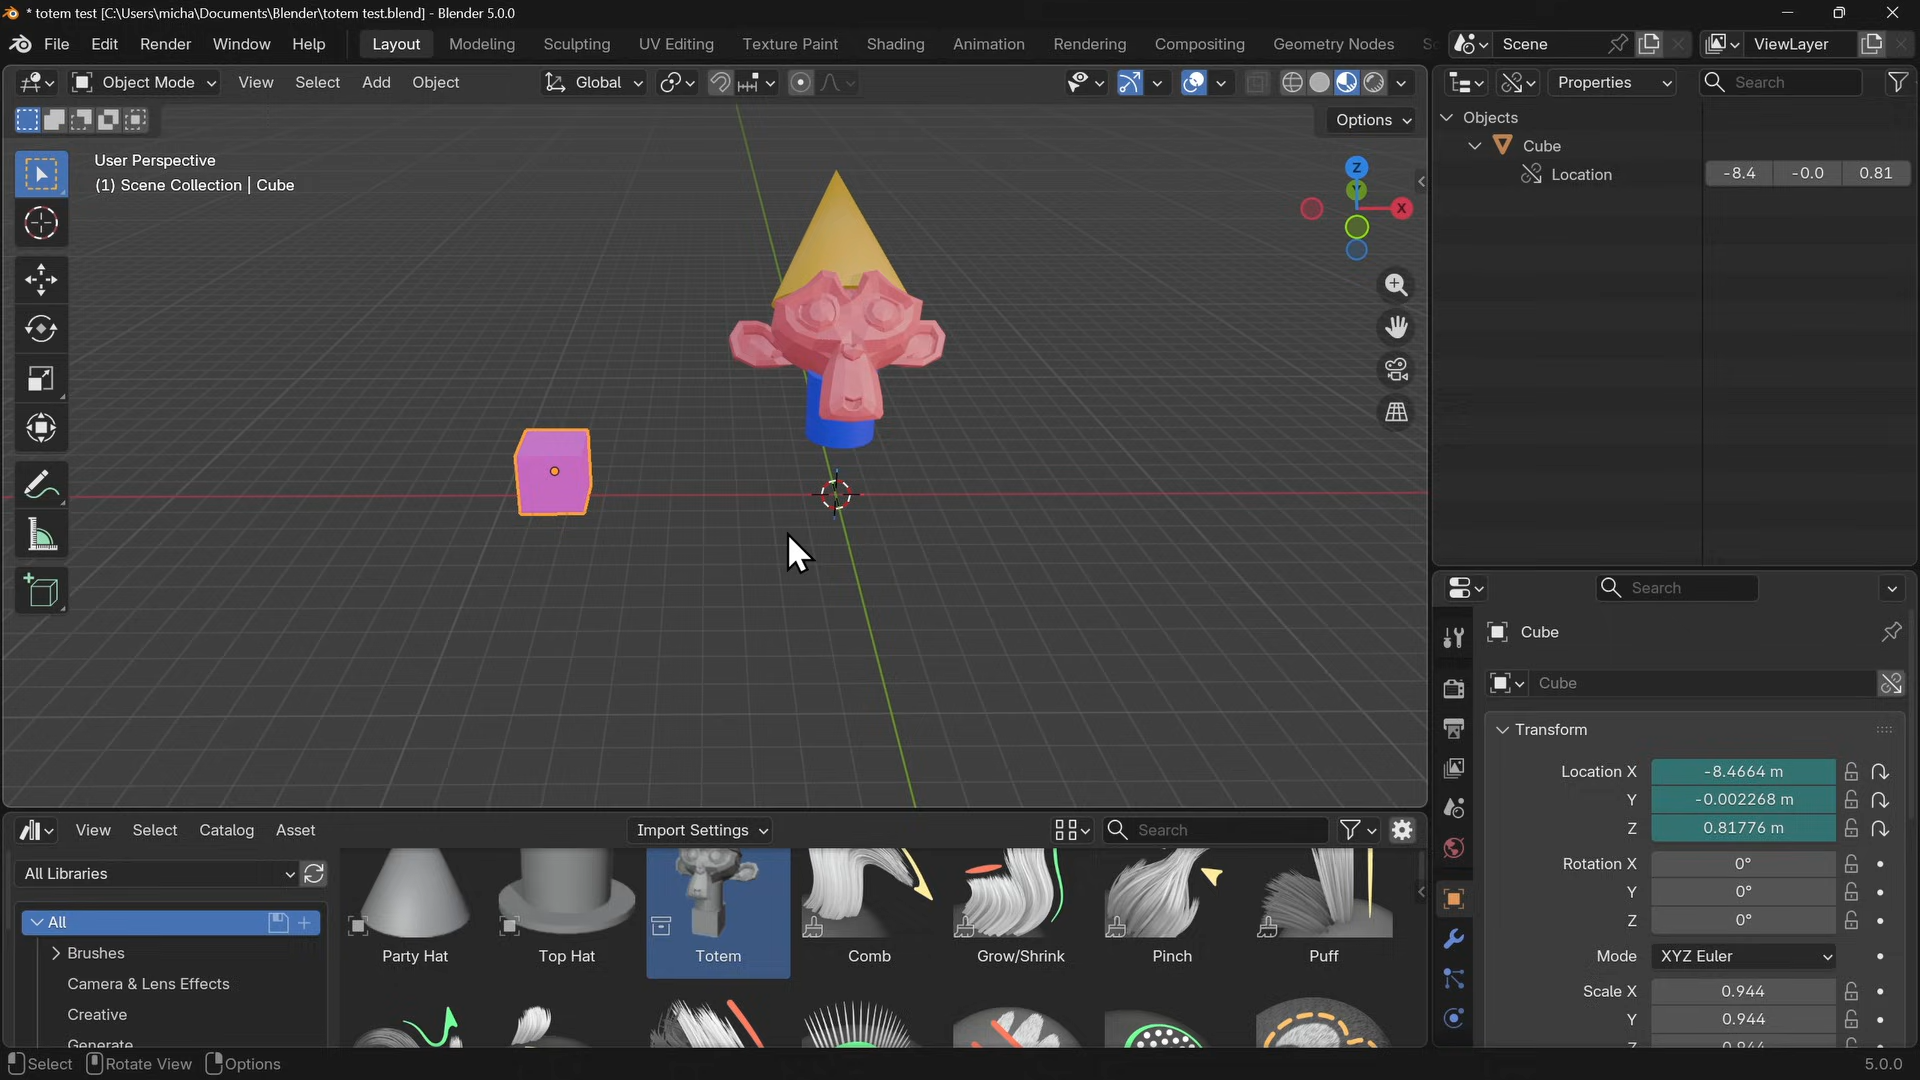 * totem test [C:\Users\micha\Documents\Blender\totem test.blend] - Blender 5.0.0
File Edit Render Window Help Layout Modeling Sculpting UV Editing Texture Paint Shading Animation Rendering Compositing Geometry Nodes Scene ViewLayer
Object Mode View Select Add Object Global Properties Search
Options
User Perspective
(1) Scene Collection | Cube
Z
Y
X
Objects
Cube
Location -8.4 -0.0 0.81
Search
Cube
Cube
Transform
Location X -8.4664 m
Y -0.002268 m
Z 0.81776 m
Rotation X 0°
Y 0°
Z 0°
Mode XYZ Euler
Scale X 0.944
Y 0.944
Z 0.944
View Select Catalog Asset Import Settings Search
All Libraries
All
Brushes
Camera & Lens Effects
Creative
Generate
Party Hat Top Hat Totem Comb Grow/Shrink Pinch Puff
Select Rotate View Options 5.0.0